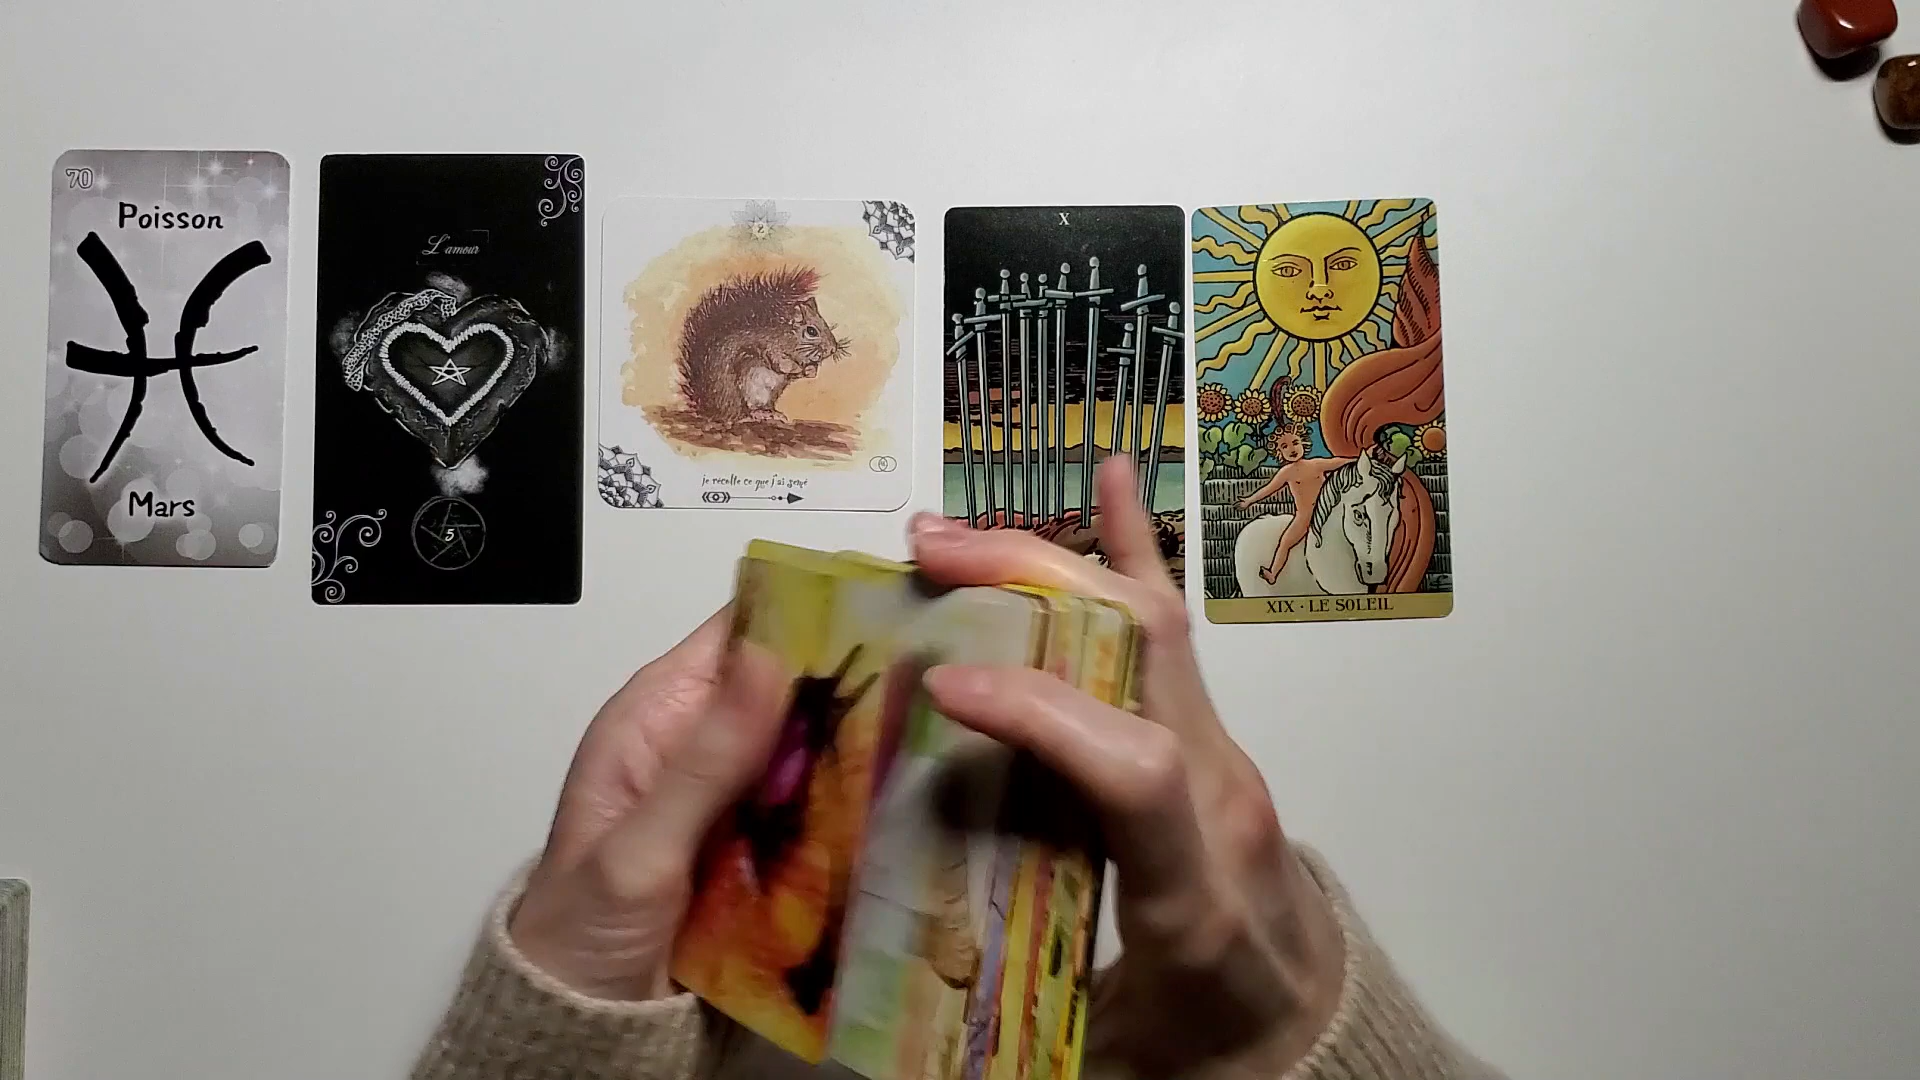 70
Poisson
Mars
L'amour
5
2
je récolte ce que j'ai semé
X
XIX · LE SOLEIL